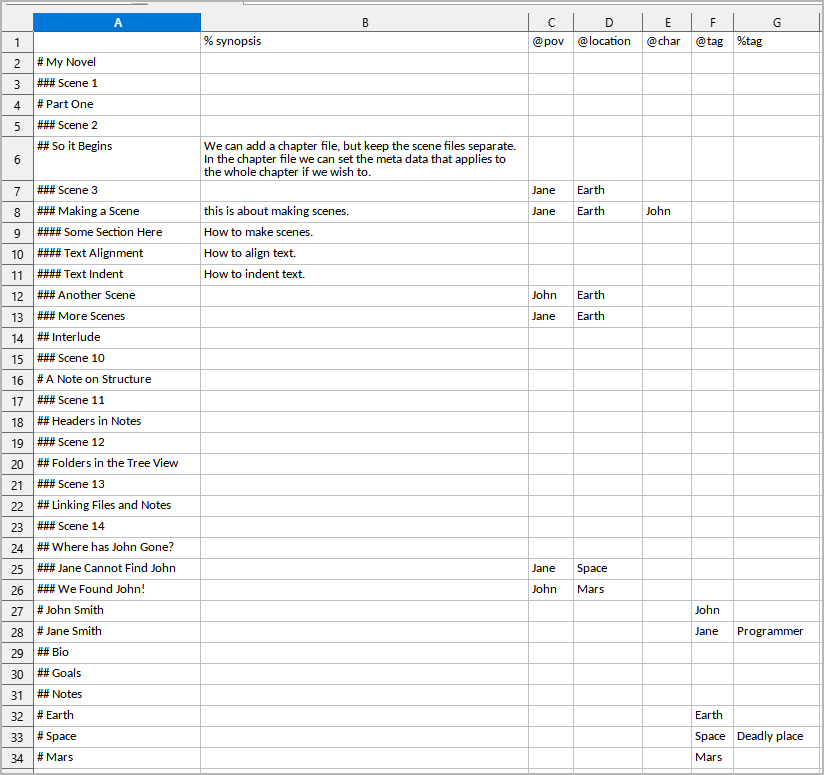 A B C D E F G
1 % synopsis @pov @location @char @tag %tag
2 # My Novel
3 ### Scene 1
4 # Part One
5 ### Scene 2
6 ## So it Begins We can add a chapter file, but keep the scene files separate.
In the chapter file we can set the meta data that applies to
the whole chapter if we wish to.
7 ### Scene 3 Jane Earth
8 ### Making a Scene this is about making scenes. Jane Earth John
9 #### Some Section Here How to make scenes.
10 #### Text Alignment How to align text.
11 #### Text Indent How to indent text.
12 ### Another Scene John Earth
13 ### More Scenes Jane Earth
14 ## Interlude
15 ### Scene 10
16 # A Note on Structure
17 ### Scene 11
18 ## Headers in Notes
19 ### Scene 12
20 ## Folders in the Tree View
21 ### Scene 13
22 ## Linking Files and Notes
23 ### Scene 14
24 ## Where has John Gone?
25 ### Jane Cannot Find John Jane Space
26 ### We Found John! John Mars
27 # John Smith John
28 # Jane Smith Jane Programmer
29 ## Bio
30 ## Goals
31 ## Notes
32 # Earth Earth
33 # Space Space Deadly place
34 # Mars Mars